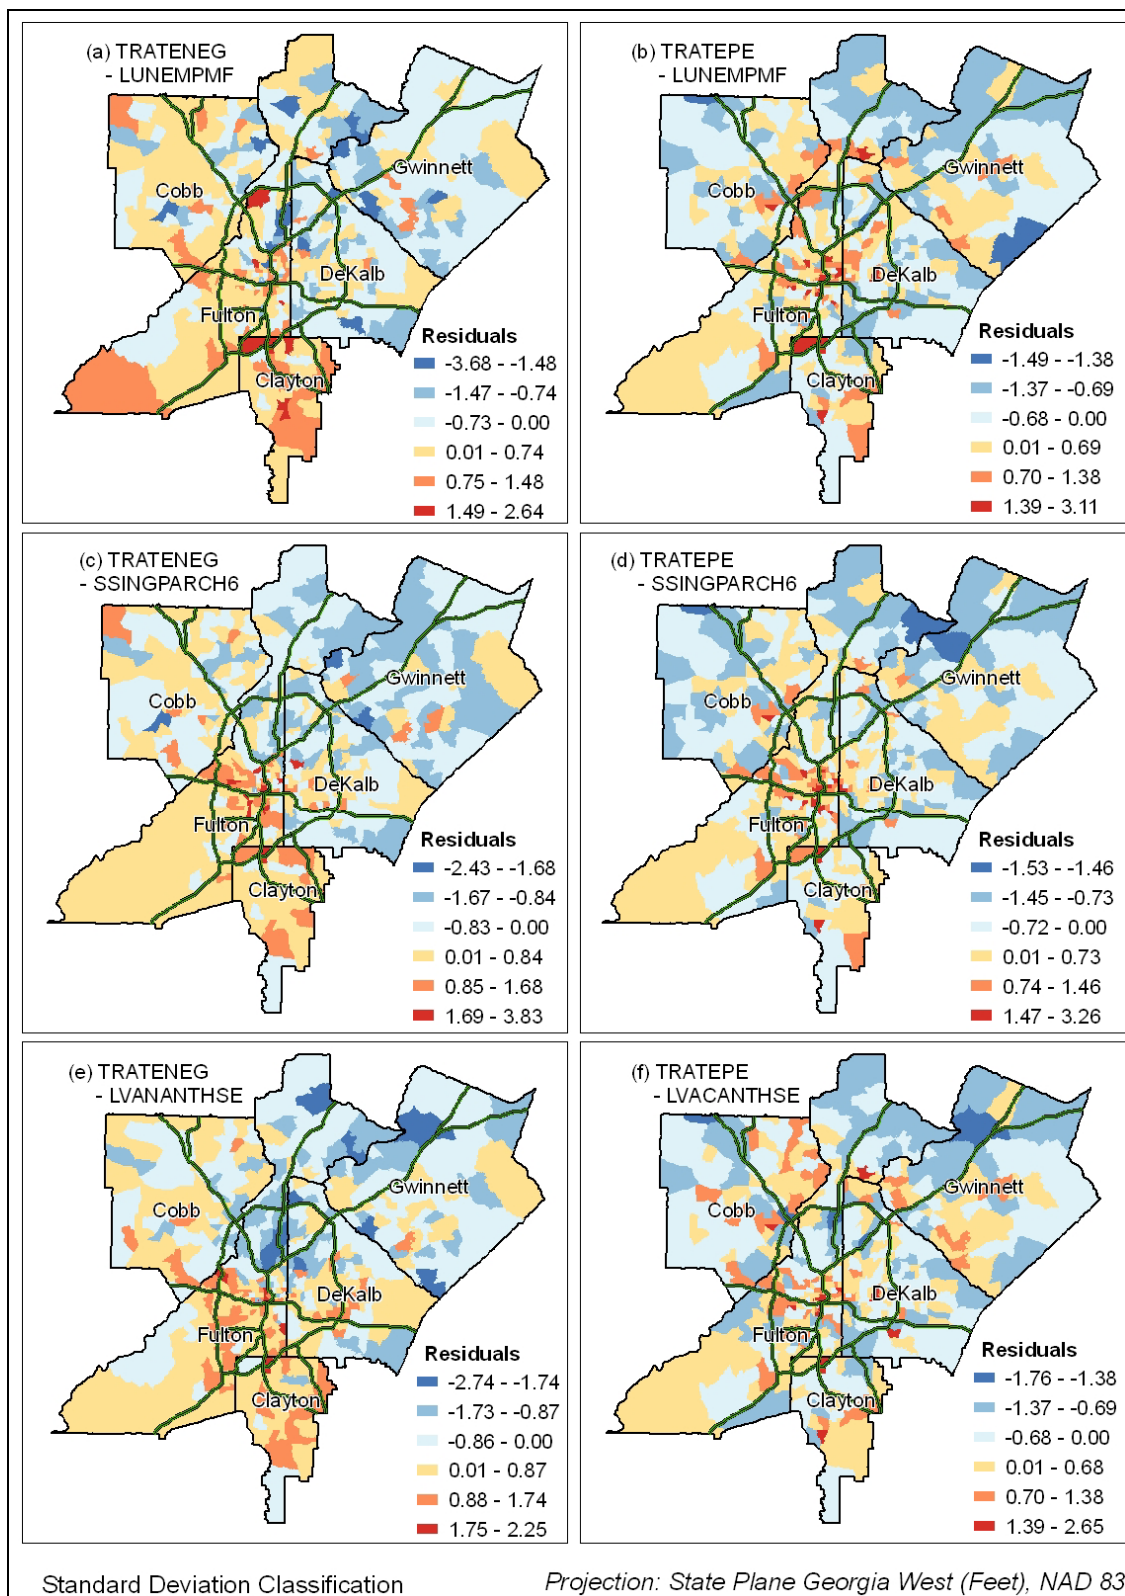 (a) TRATENEG
- LUNEMPMF
Cobb
Gwinnett
DeKalb
Fulton
Clayton
Residuals
-3.68 - -1.48
-1.47 - -0.74
-0.73 - 0.00
0.01 - 0.74
0.75 - 1.48
1.49 - 2.64
(b) TRATEPE
- LUNEMPMF
Cobb
Gwinnett
DeKalb
Fulton
Clayton
Residuals
-1.49 - -1.38
-1.37 - -0.69
-0.68 - 0.00
0.01 - 0.69
0.70 - 1.38
1.39 - 3.11
(c) TRATENEG
- SSINGPARCH6
Cobb
Gwinnett
DeKalb
Fulton
Clayton
Residuals
-2.43 - -1.68
-1.67 - -0.84
-0.83 - 0.00
0.01 - 0.84
0.85 - 1.68
1.69 - 3.83
(d) TRATEPE
- SSINGPARCH6
Cobb
Gwinnett
DeKalb
Fulton
Clayton
Residuals
-1.53 - -1.46
-1.45 - -0.73
-0.72 - 0.00
0.01 - 0.73
0.74 - 1.46
1.47 - 3.26
(e) TRATENEG
- LVANANTHSE
Cobb
Gwinnett
DeKalb
Fulton
Clayton
Residuals
-2.74 - -1.74
-1.73 - -0.87
-0.86 - 0.00
0.01 - 0.87
0.88 - 1.74
1.75 - 2.25
(f) TRATEPE
- LVACANTHSE
Cobb
Gwinnett
DeKalb
Fulton
Clayton
Residuals
-1.76 - -1.38
-1.37 - -0.69
-0.68 - 0.00
0.01 - 0.68
0.70 - 1.38
1.39 - 2.65
Standard Deviation Classification
Projection: State Plane Georgia West (Feet), NAD 83